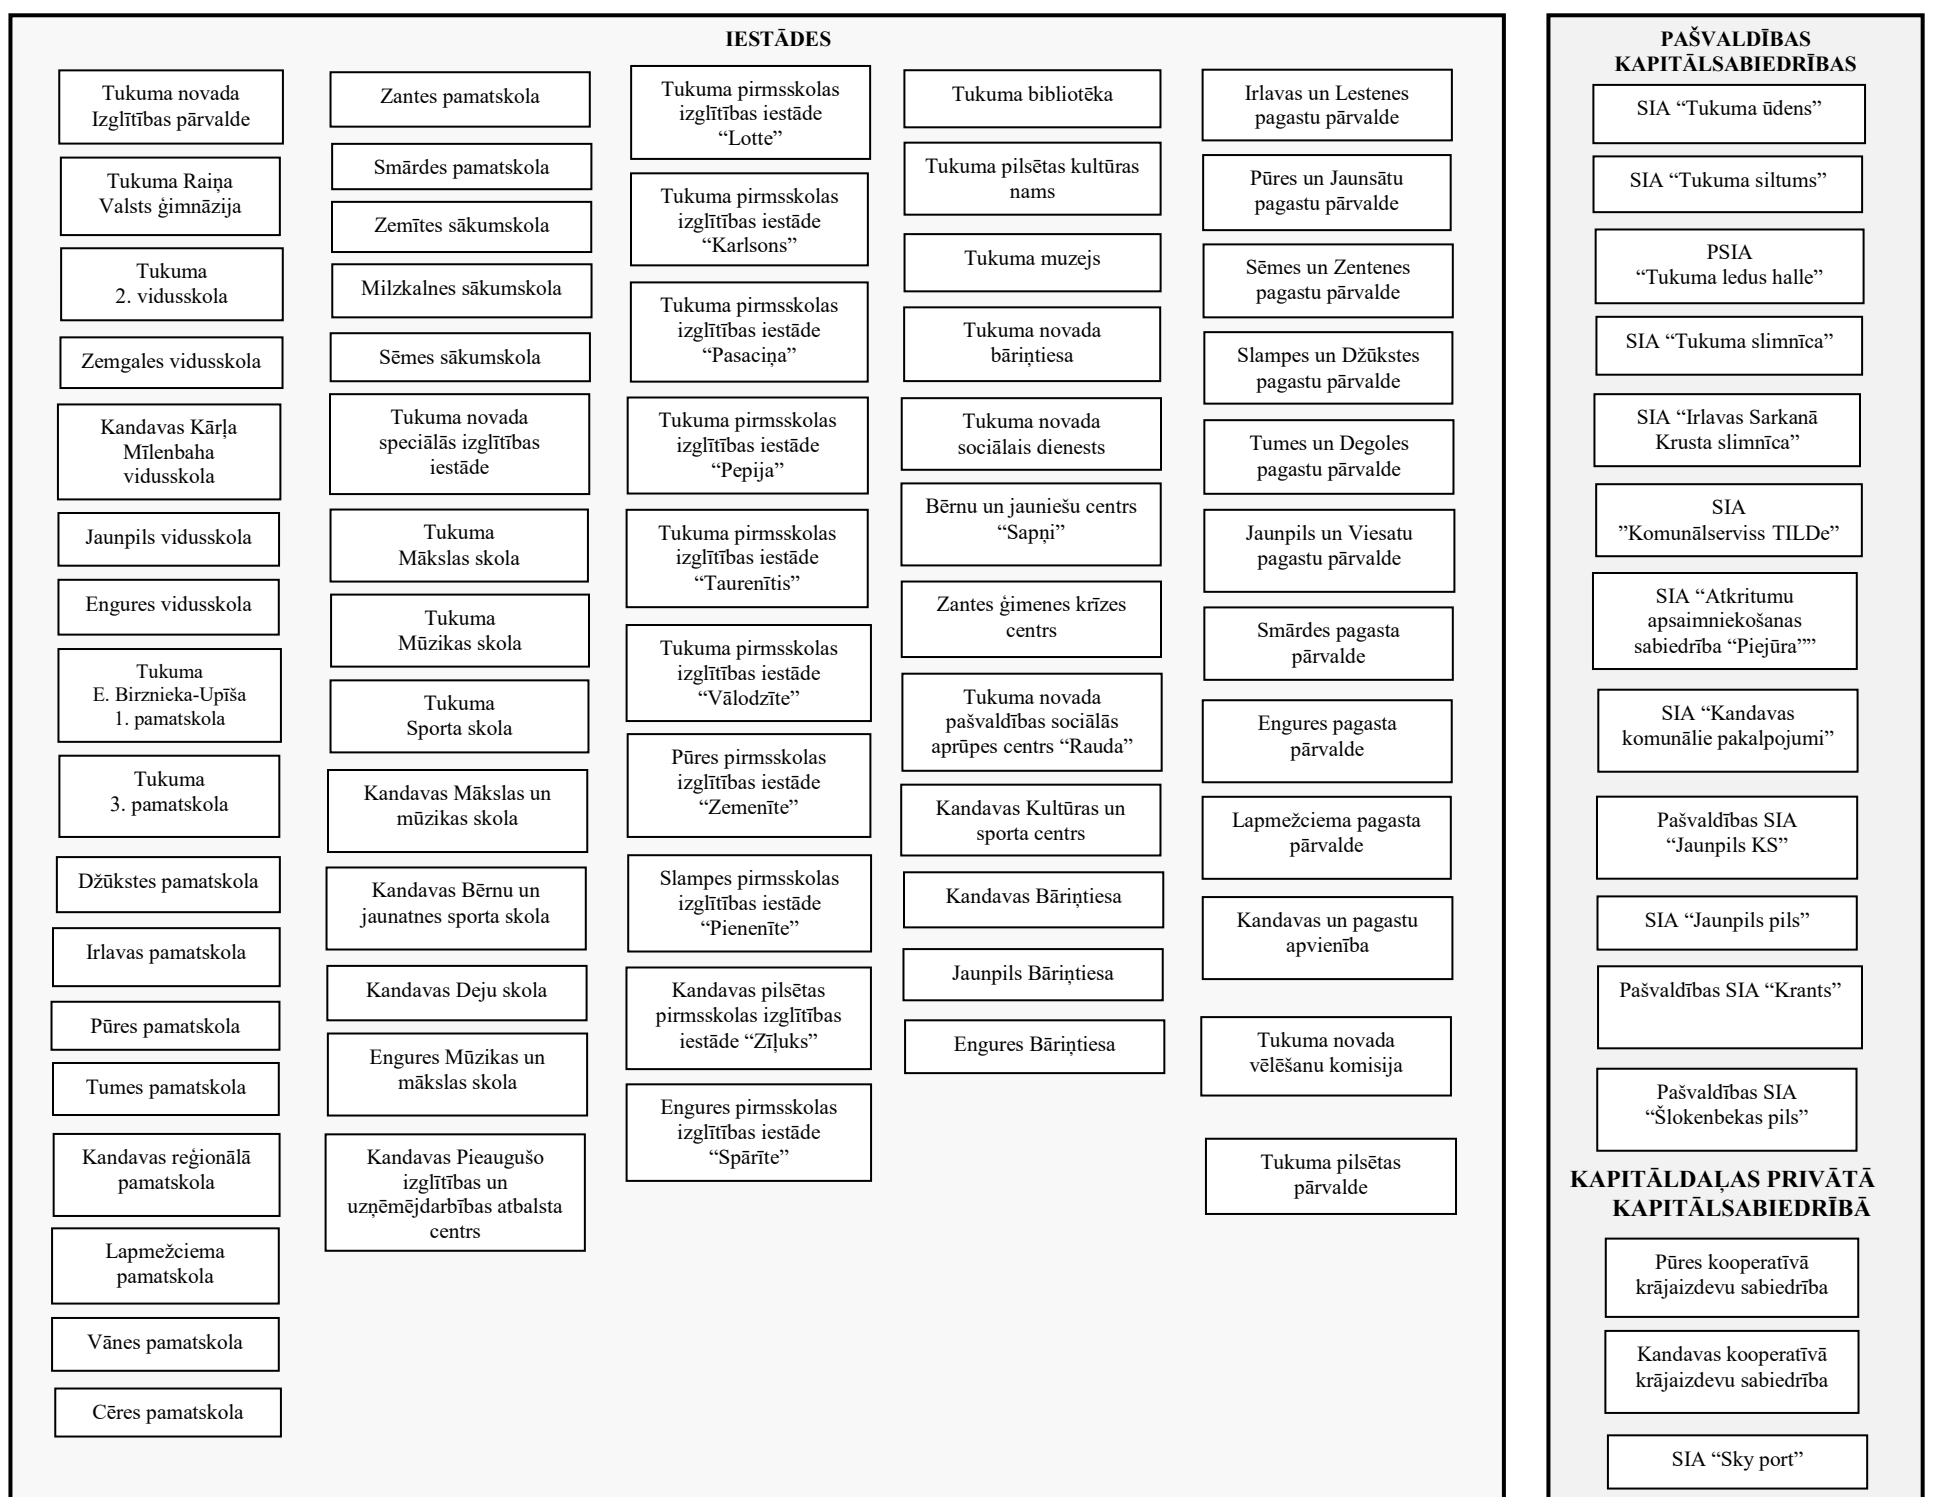 IESTĀDES
Tukuma novada
Izglītības pārvalde
Tukuma Raiņa
Valsts ģimnāzija
Tukuma
2. vidusskola
Zemgales vidusskola
Kandavas Kārļa
Mīlenbaha
vidusskola
Jaunpils vidusskola
Engures vidusskola
Tukuma
E. Birznieka-Upīša
1. pamatskola
Tukuma
3. pamatskola
Džūkstes pamatskola
Irlavas pamatskola
Pūres pamatskola
Tumes pamatskola
Kandavas reģionālā
pamatskola
Lapmežciema
pamatskola
Vānes pamatskola
Cēres pamatskola
Zantes pamatskola
Smārdes pamatskola
Zemītes sākumskola
Milzkalnes sākumskola
Sēmes sākumskola
Tukuma novada
speciālās izglītības
iestāde
Tukuma
Mākslas skola
Tukuma
Mūzikas skola
Tukuma
Sporta skola
Kandavas Mākslas un
mūzikas skola
Kandavas Bērnu un
jaunatnes sporta skola
Kandavas Deju skola
Engures Mūzikas un
mākslas skola
Kandavas Pieaugušo
izglītības un
uzņēmējdarbības atbalsta
centrs
Tukuma pirmsskolas
izglītības iestāde
“Lotte”
Tukuma pirmsskolas
izglītības iestāde
“Karlsons”
Tukuma pirmsskolas
izglītības iestāde
“Pasaciņa”
Tukuma pirmsskolas
izglītības iestāde
“Pepija”
Tukuma pirmsskolas
izglītības iestāde
“Taurenītis”
Tukuma pirmsskolas
izglītības iestāde
“Vālodzīte”
Pūres pirmsskolas
izglītības iestāde
“Zemenīte”
Slampes pirmsskolas
izglītības iestāde
“Pienenīte”
Kandavas pilsētas
pirmsskolas izglītības
iestāde “Zīļuks”
Engures pirmsskolas
izglītības iestāde
“Spārīte”
Tukuma bibliotēka
Tukuma pilsētas kultūras
nams
Tukuma muzejs
Tukuma novada
bāriņtiesa
Tukuma novada
sociālais dienests
Bērnu un jauniešu centrs
“Sapņi”
Zantes ģimenes krīzes
centrs
Tukuma novada
pašvaldības sociālās
aprūpes centrs “Rauda”
Kandavas Kultūras un
sporta centrs
Kandavas Bāriņtiesa
Jaunpils Bāriņtiesa
Engures Bāriņtiesa
Irlavas un Lestenes
pagastu pārvalde
Pūres un Jaunsātu
pagastu pārvalde
Sēmes un Zentenes
pagastu pārvalde
Slampes un Džūkstes
pagastu pārvalde
Tumes un Degoles
pagastu pārvalde
Jaunpils un Viesatu
pagastu pārvalde
Smārdes pagasta
pārvalde
Engures pagasta
pārvalde
Lapmežciema pagasta
pārvalde
Kandavas un pagastu
apvienība
Tukuma novada
vēlēšanu komisija
Tukuma pilsētas
pārvalde
PAŠVALDĪBAS
KAPITĀLSABIEDRĪBAS
SIA “Tukuma ūdens”
SIA “Tukuma siltums”
PSIA
“Tukuma ledus halle”
SIA “Tukuma slimnīca”
SIA “Irlavas Sarkanā
Krusta slimnīca”
SIA
”Komunālserviss TILDe”
SIA “Atkritumu
apsaimniekošanas
sabiedrība “Piejūra””
SIA “Kandavas
komunālie pakalpojumi”
Pašvaldības SIA
“Jaunpils KS”
SIA “Jaunpils pils”
Pašvaldības SIA “Krants”
Pašvaldības SIA
“Šlokenbekas pils”
KAPITĀLDAĻAS PRIVĀTĀ
KAPITĀLSABIEDRĪBĀ
Pūres kooperatīvā
krājaizdevu sabiedrība
Kandavas kooperatīvā
krājaizdevu sabiedrība
SIA “Sky port”